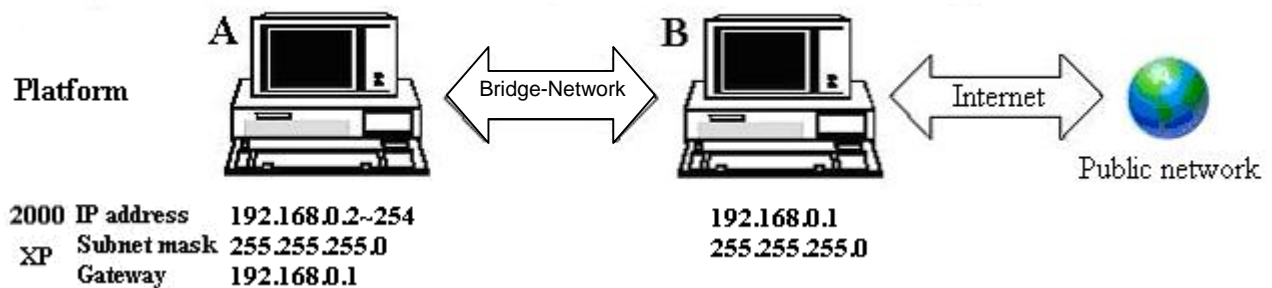 A
B
Platform
Bridge-Network
Internet
Public network
2000 IP address 192.168.0.2~254 192.168.0.1
XP Subnet mask 255.255.255.0 255.255.255.0
Gateway 192.168.0.1